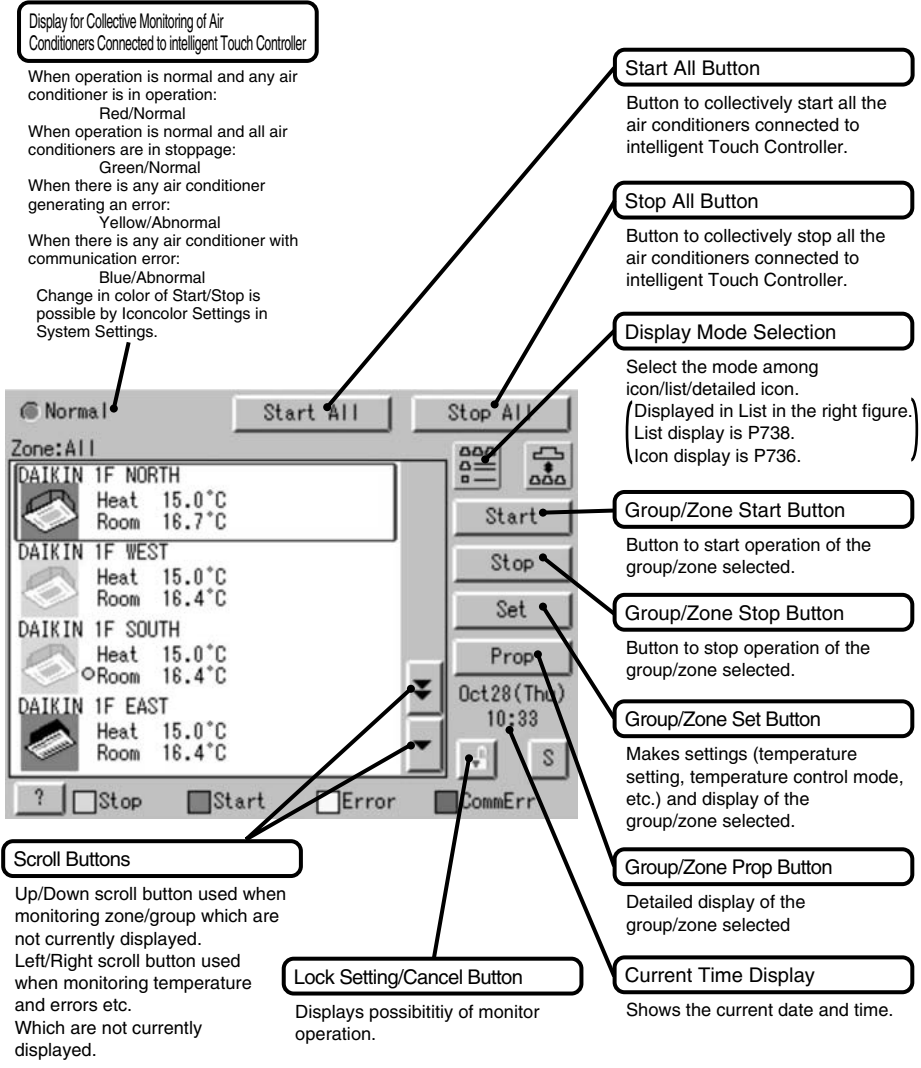 Display for Collective Monitoring of Air
Conditioners Connected to intelligent Touch Controller
When operation is normal and any air
conditioner is in operation:
Red/Normal
When operation is normal and all air
conditioners are in stoppage:
Green/Normal
When there is any air conditioner
generating an error:
Yellow/Abnormal
When there is any air conditioner with
communication error:
Blue/Abnormal
Change in color of Start/Stop is
possible by Iconcolor Settings in
System Settings.
Start All Button
Button to collectively start all the
air conditioners connected to
intelligent Touch Controller.
Stop All Button
Button to collectively stop all the
air conditioners connected to
intelligent Touch Controller.
Display Mode Selection
Select the mode among
icon/list/detailed icon.
(Displayed in List in the right figure.
List display is P738.
Icon display is P736.)
Normal
Start All
Stop All
Zone:All
DAIKIN 1F NORTH
Heat 15.0°C
Room 16.7°C
DAIKIN 1F WEST
Heat 15.0°C
Room 16.4°C
DAIKIN 1F SOUTH
Heat 15.0°C
Room 16.4°C
DAIKIN 1F EAST
Heat 15.0°C
Room 16.4°C
Start
Stop
Set
Prop
Oct28(Thu)
10:33
S
? Stop Start Error CommErr
Group/Zone Start Button
Button to start operation of the
group/zone selected.
Group/Zone Stop Button
Button to stop operation of the
group/zone selected.
Group/Zone Set Button
Makes settings (temperature
setting, temperature control mode,
etc.) and display of the
group/zone selected.
Group/Zone Prop Button
Detailed display of the
group/zone selected
Current Time Display
Shows the current date and time.
Scroll Buttons
Up/Down scroll button used when
monitoring zone/group which are
not currently displayed.
Left/Right scroll button used
when monitoring temperature
and errors etc.
Which are not currently
displayed.
Lock Setting/Cancel Button
Displays possibititiy of monitor
operation.